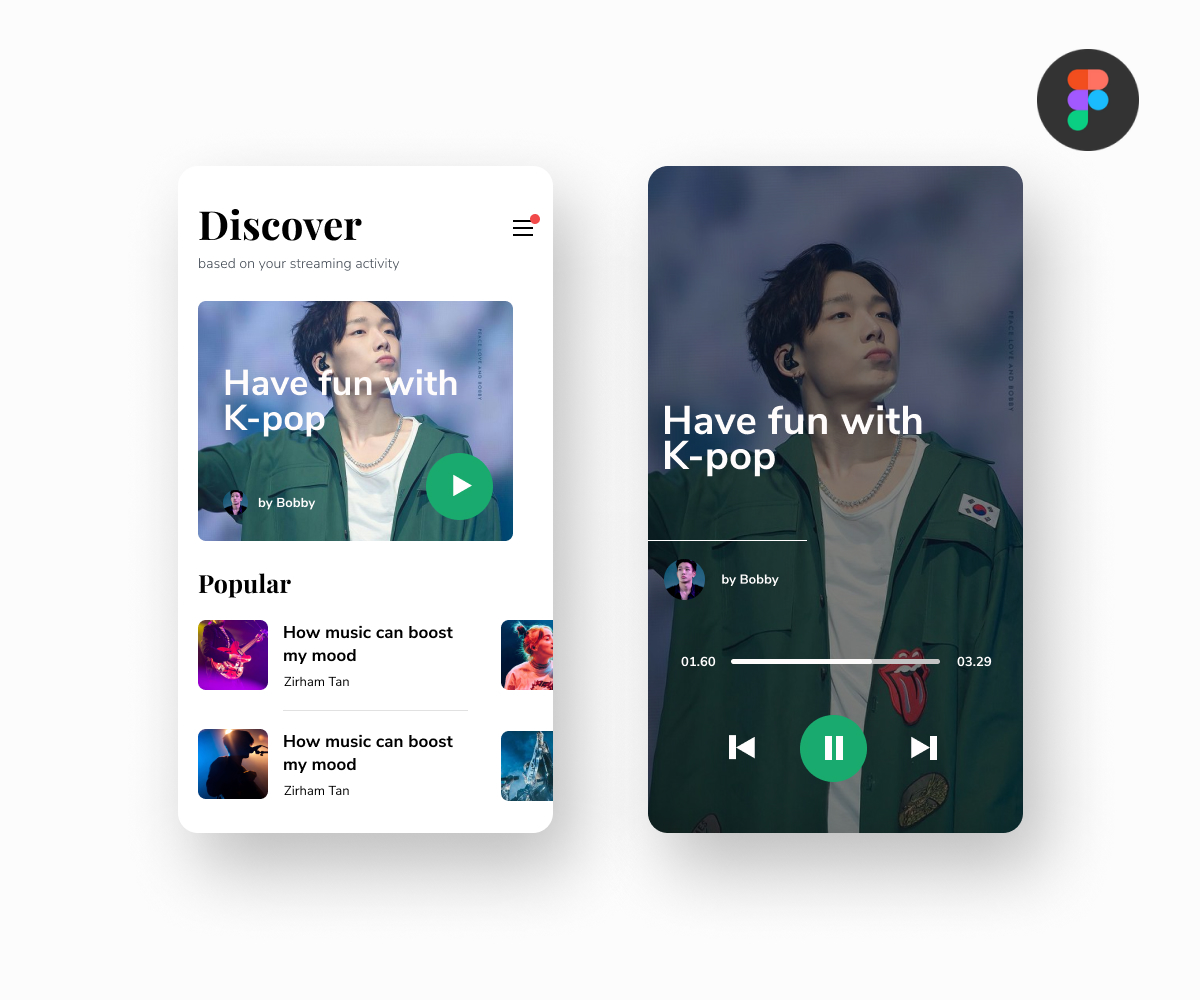 Discover
based on your streaming activity
Have fun with
K-pop
PEACE LOVE AND BOBBY
by Bobby
Popular
How music can boost
my mood
Zirham Tan
How music can boost
my mood
Zirham Tan
Have fun with
K-pop
PEACE LOVE AND BOBBY
by Bobby
01.60
03.29